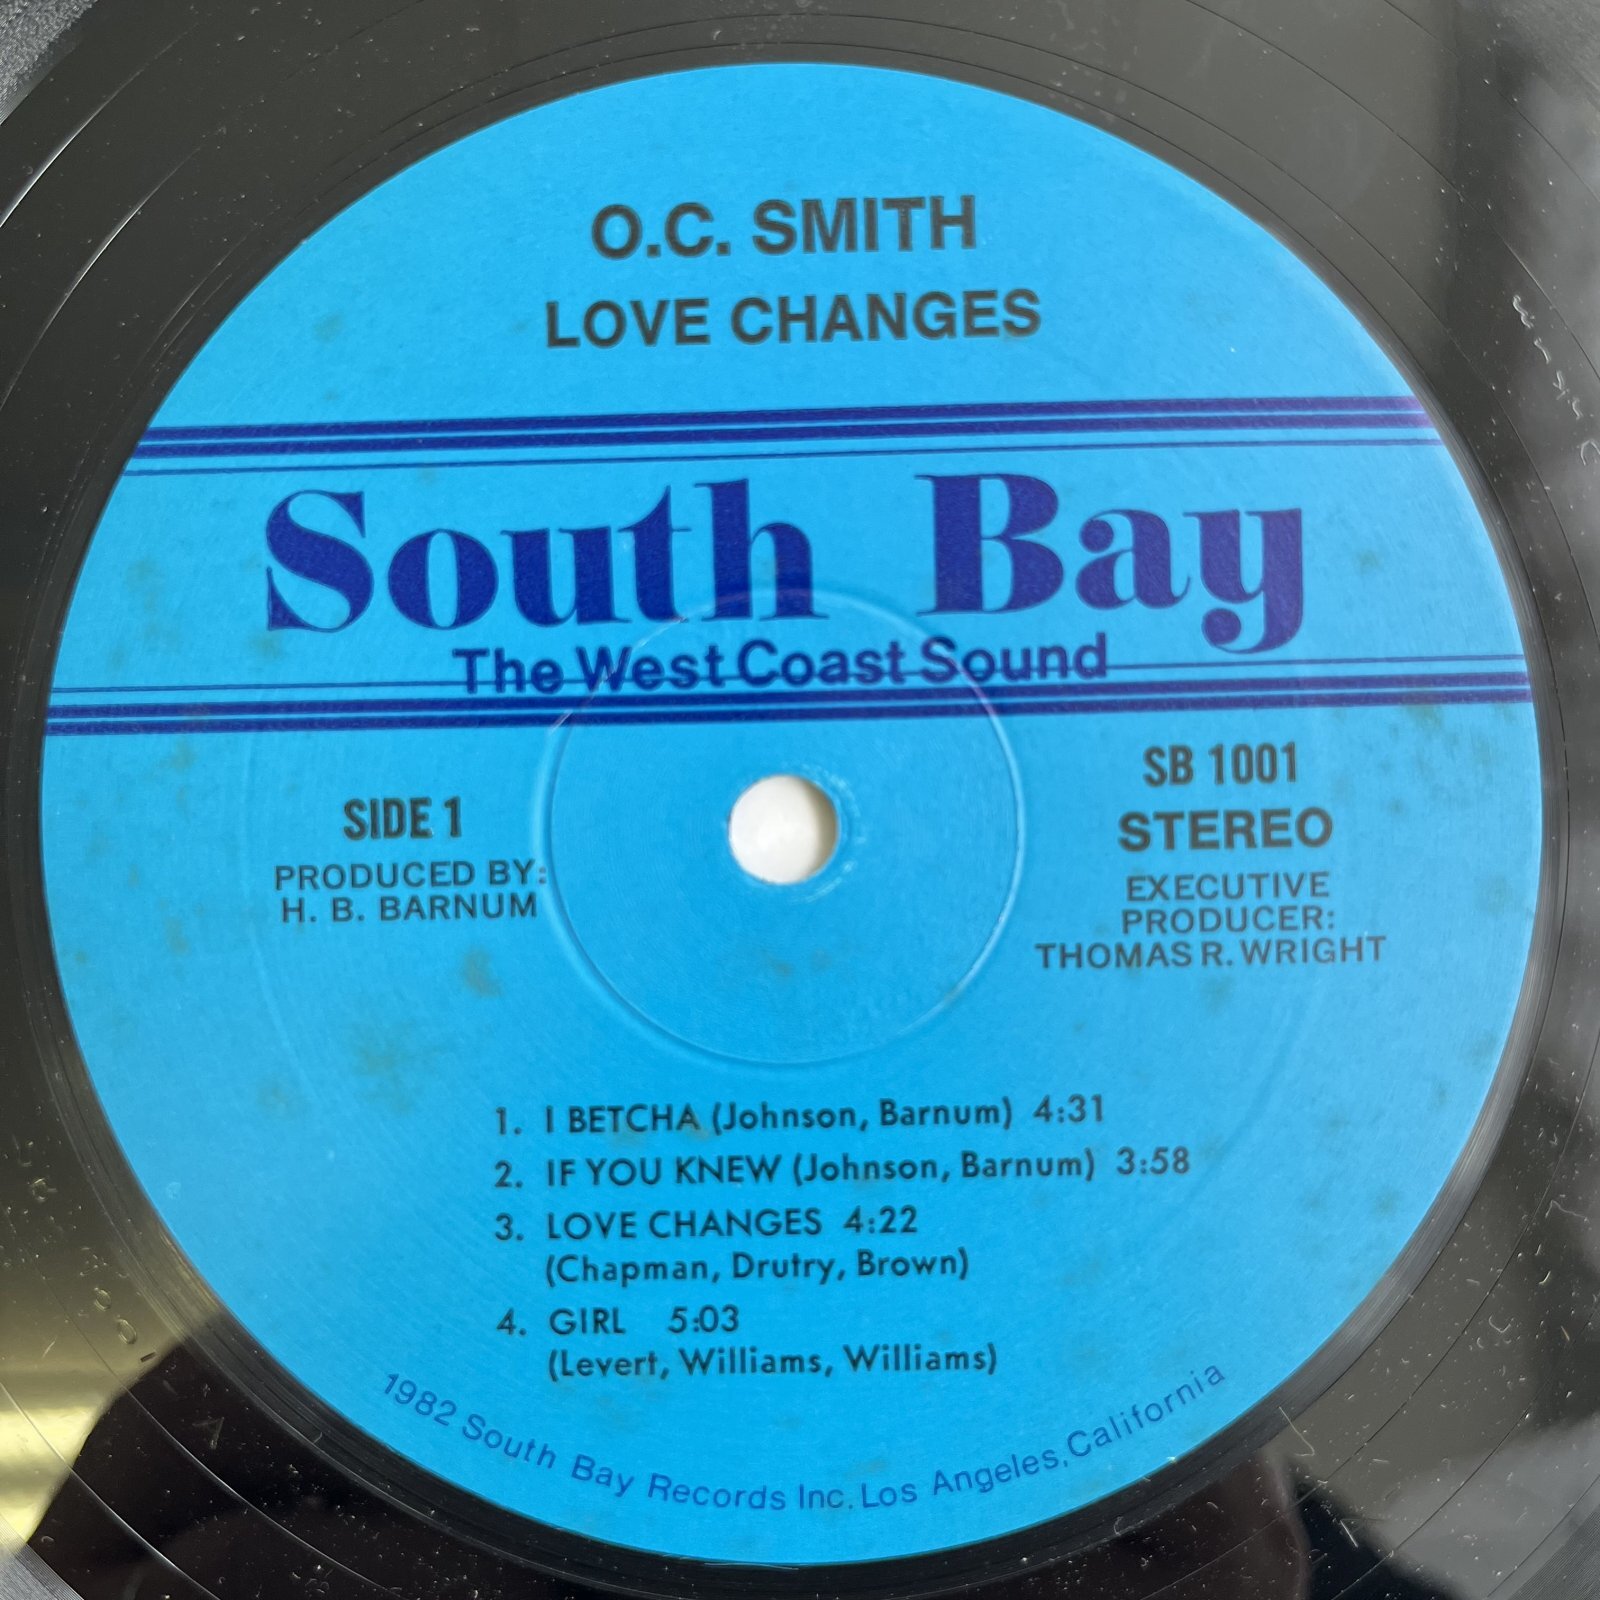 O.C. SMITH
LOVE CHANGES
South Bay
The West Coast Sound
SIDE 1
PRODUCED BY:
H. B. BARNUM
SB 1001
STEREO
EXECUTIVE
PRODUCER:
THOMAS R. WRIGHT
1. I BETCHA (Johnson, Barnum) 4:31
2. IF YOU KNEW (Johnson, Barnum) 3:58
3. LOVE CHANGES 4:22
(Chapman, Drutry, Brown)
4. GIRL 5:03
(Levert, Williams, Williams)
1982 South Bay Records Inc. Los Angeles, California